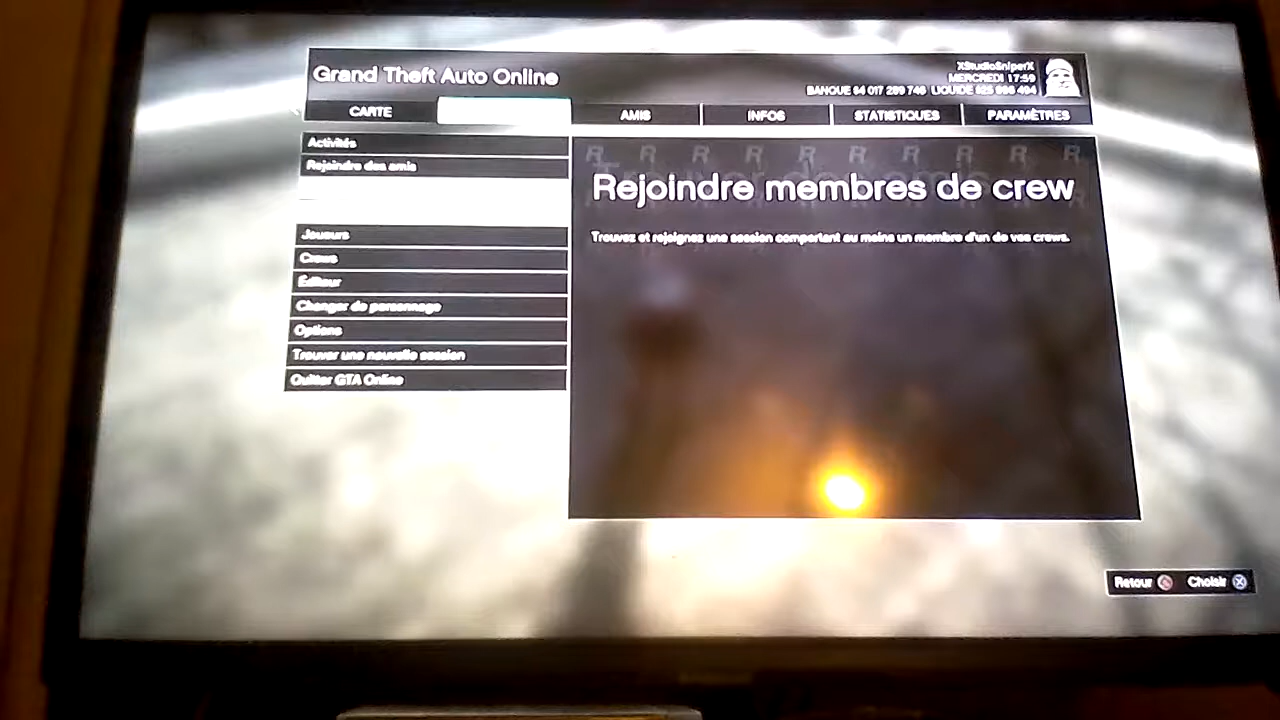 Grand Theft Auto Online
XStudioSniperX
MERCREDI 17:59
BANQUE LIQUIDE
CARTE AMIS INFOS STATISTIQUES PARAMÈTRES
Activités
Rejoindre des amis
Joueurs
Crews
Éditeur
Changer de personnage
Options
Trouver une nouvelle session
Quitter GTA Online
Rejoindre membres de crew
Trouvez et rejoignez une session comportant au moins un membre d'un de vos crews.
Retour Choisir